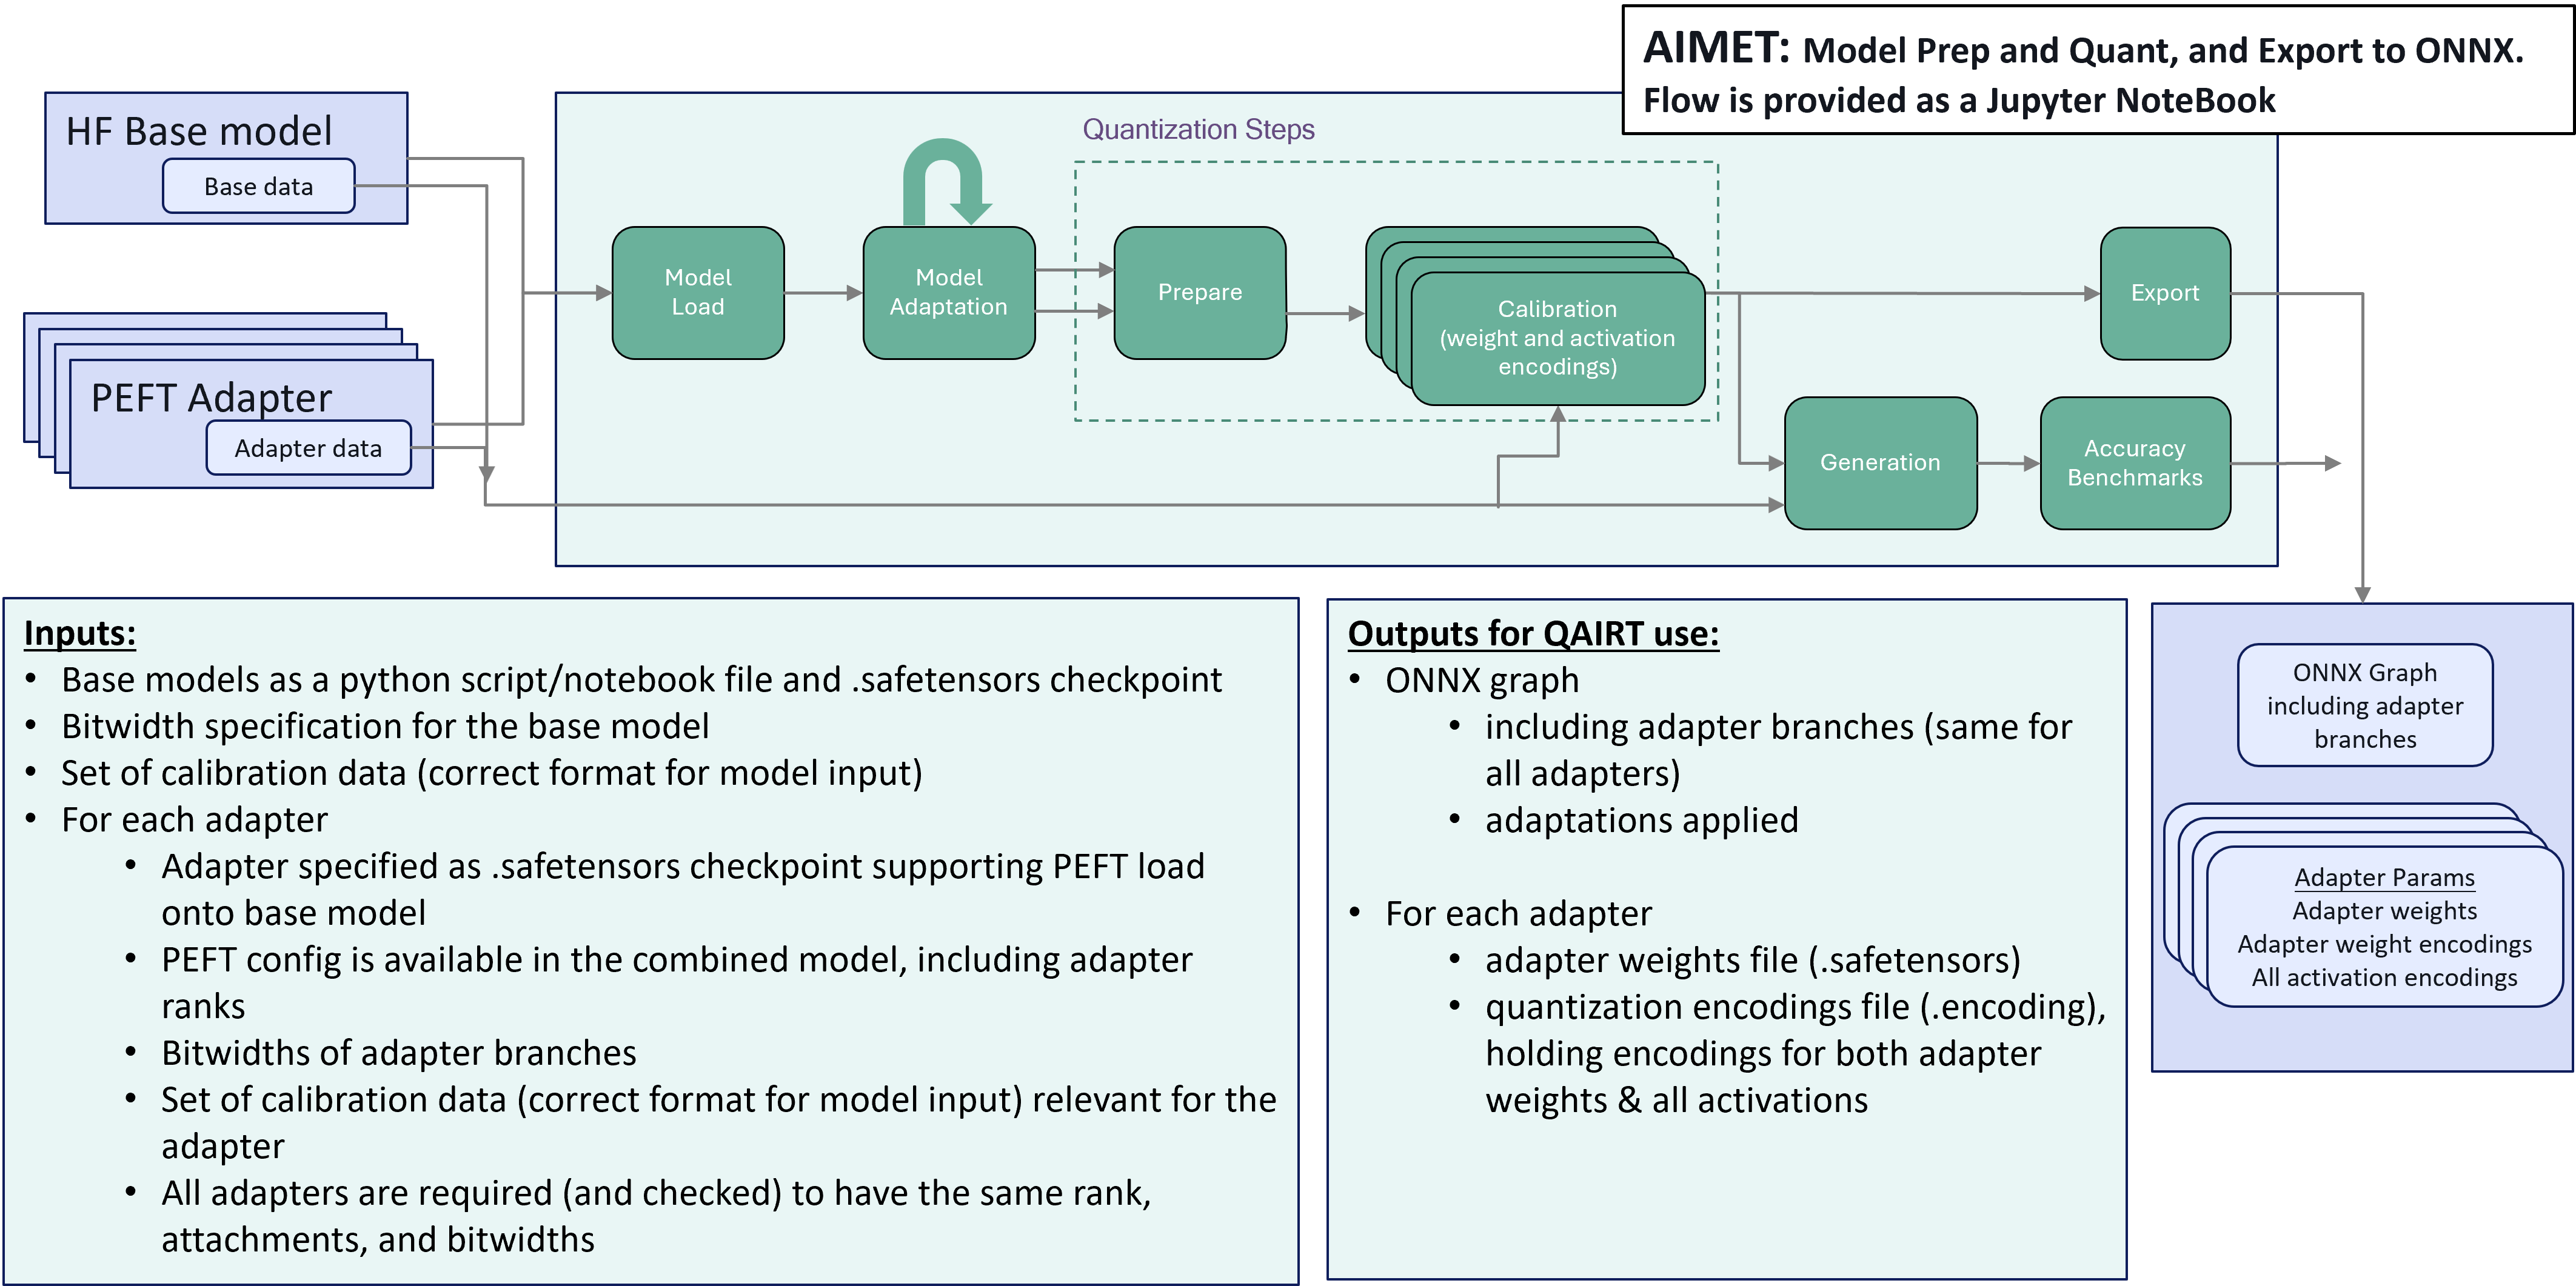 AIMET: Model Prep and Quant, and Export to ONNX.
Flow is provided as a Jupyter NoteBook
HF Base model
Base data
PEFT Adapter
Adapter data
Quantization Steps
Model
Load
Model
Adaptation
Prepare
Calibration
(weight and activation
encodings)
Export
Generation
Accuracy
Benchmarks
Inputs:
• Base models as a python script/notebook file and .safetensors checkpoint
• Bitwidth specification for the base model
• Set of calibration data (correct format for model input)
• For each adapter
• Adapter specified as .safetensors checkpoint supporting PEFT load
onto base model
• PEFT config is available in the combined model, including adapter
ranks
• Bitwidths of adapter branches
• Set of calibration data (correct format for model input) relevant for the
adapter
• All adapters are required (and checked) to have the same rank,
attachments, and bitwidths
Outputs for QAIRT use:
• ONNX graph
• including adapter branches (same for
all adapters)
• adaptations applied
• For each adapter
• adapter weights file (.safetensors)
• quantization encodings file (.encoding),
holding encodings for both adapter
weights & all activations
ONNX Graph
including adapter
branches
Adapter Params
Adapter weights
Adapter weight encodings
All activation encodings